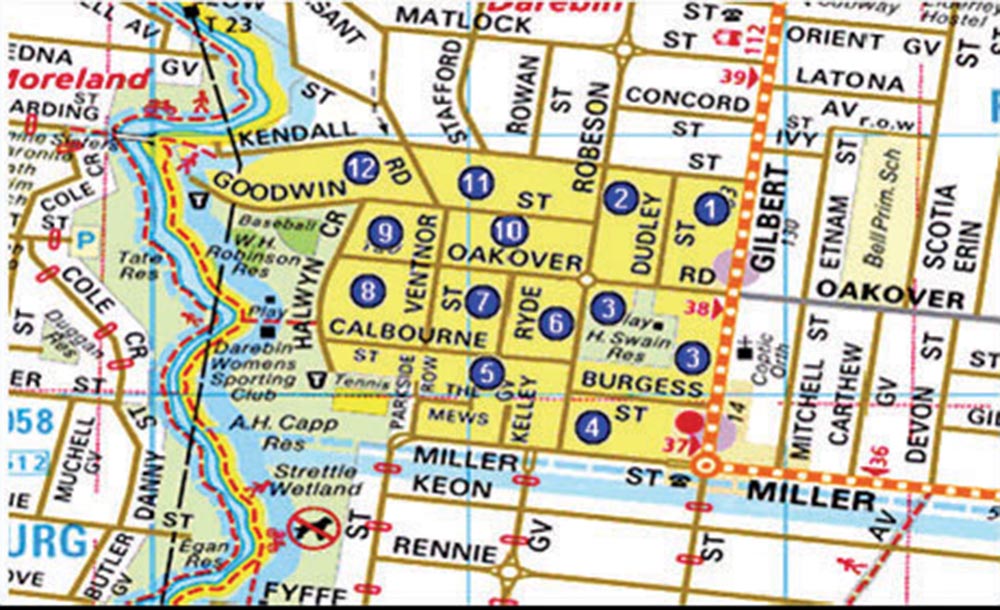 T 23
AV
MATLOCK
Darebin
ST
112
ST
ORIENT GV
Hostel
ST
EDNA
GV
Moreland
ARDING
ST
ST
STAFFORD
ROWAN
ST
ROBESON
CONCORD
39
LATONA
AV
r.o.w
ST
IVY
KENDALL
ST
ST
COLE CR
ST
P
GOODWIN
12
RD
11
ST
2
DUDLEY
1
ST
GILBERT
130
ETNAM
ST
Bell Prim. Sch
SCOTIA
ERIN
Baseball
W.H.
Robinson
Res
CR
HALWYN
9
VENTNOR
10
OAKOVER
RD
Tate
Res
COLE
CR
8
ST
7
RYDE
6
3
Play
H. Swain
Res
38
3
OAKOVER
Play
CALBOURNE
ST
Duggan
Res
ST
Darebin
Womens
Sporting
Club
Tennis
PARKSIDE
ROW
5
THE
MEWS
GV
KELLEY
BURGESS
ST
4
Coptic
Oth
14
MITCHELL
ST
CARTHEW
GV
DEVON
ST
ST
ER ST
058
512
MUCHELL
GV
ST
DANNY
A.H. Capp
Res
37
MILLER
ST
36
KEON
MILLER
Strettle
Wetland
ST
AV
URG
ST
Egan
Res
BUTLER
GV
OVE
RENNIE
GV
ST